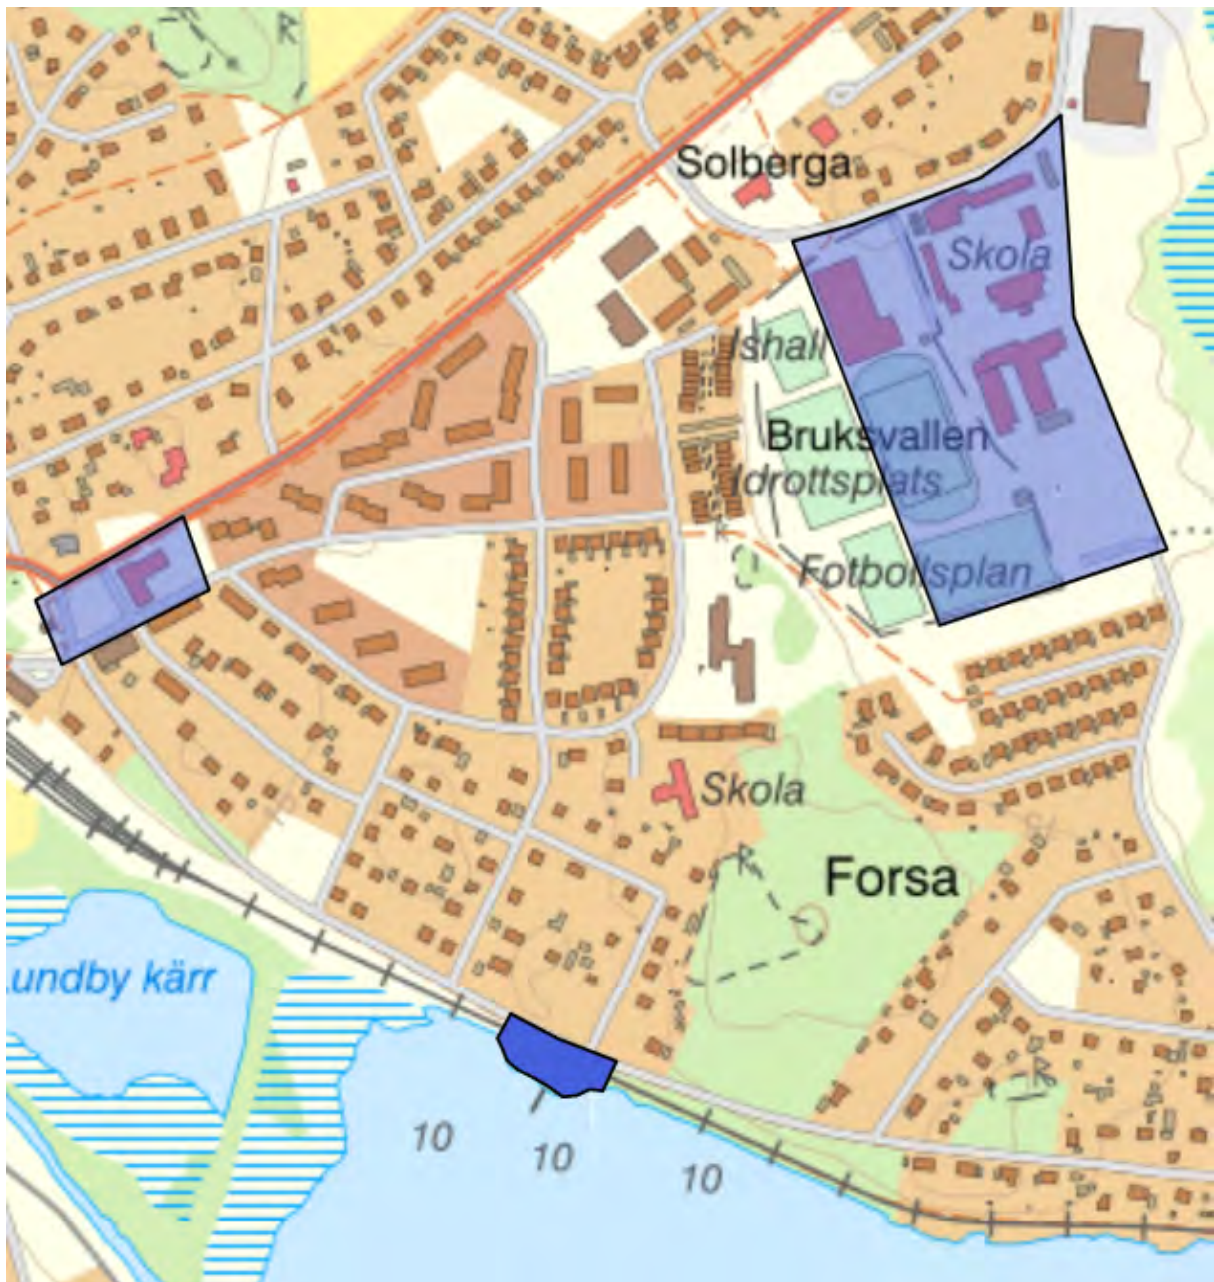 Solberga
Skola
Ishall
Bruksvallen
Idrottsplats
Fotbollsplan
Skola
Forsa
undby kärr
10
10
10